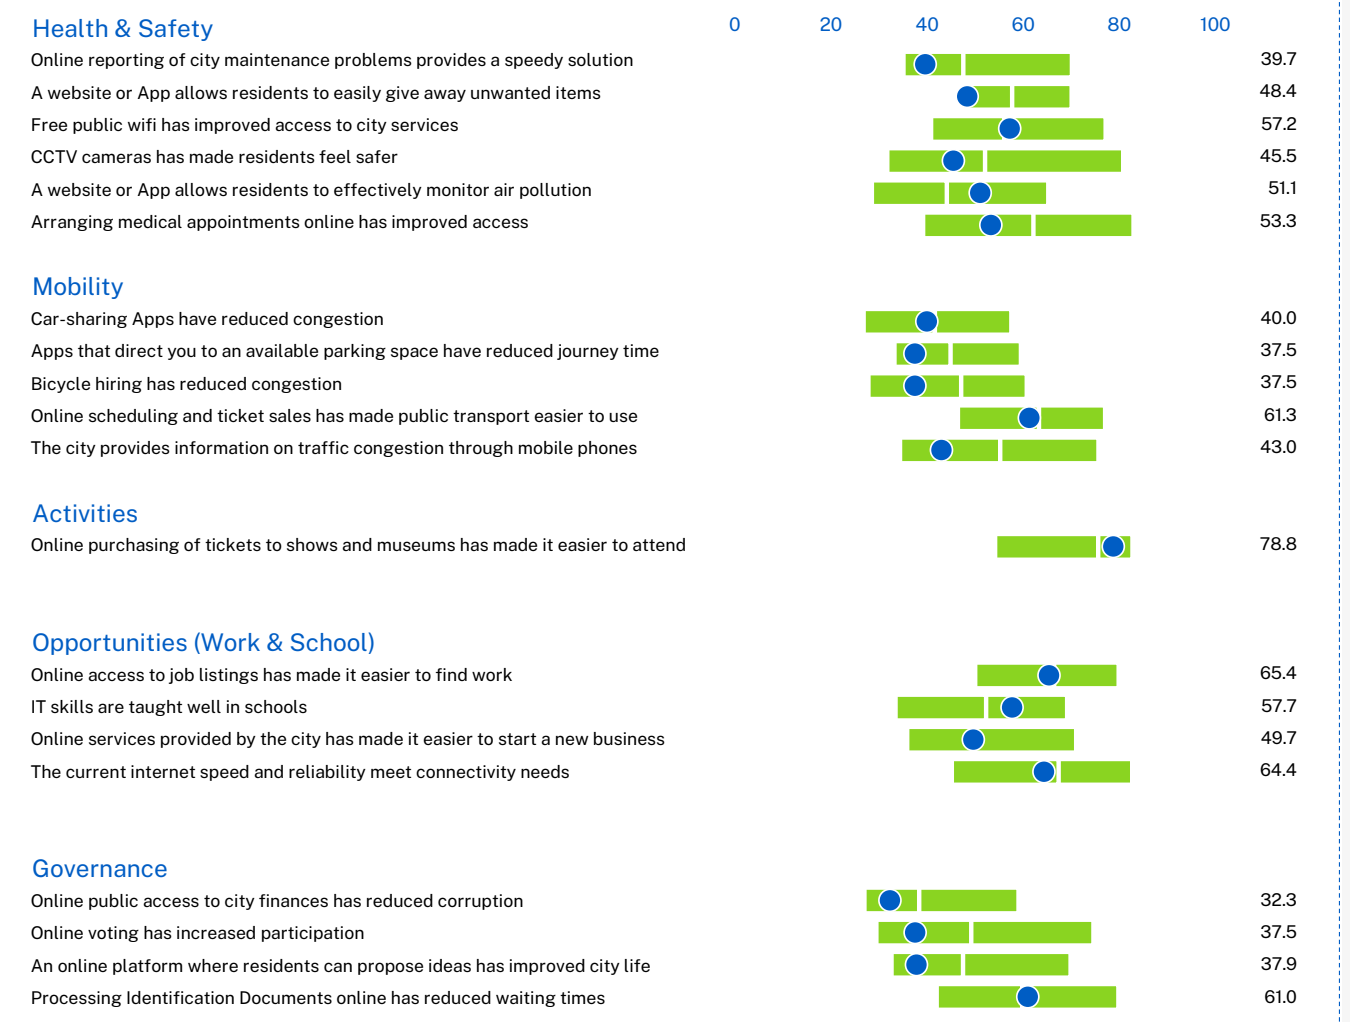 Health & Safety 0 20 40 60 80 100
Online reporting of city maintenance problems provides a speedy solution 39.7
A website or App allows residents to easily give away unwanted items 48.4
Free public wifi has improved access to city services 57.2
CCTV cameras has made residents feel safer 45.5
A website or App allows residents to effectively monitor air pollution 51.1
Arranging medical appointments online has improved access 53.3
Mobility
Car-sharing Apps have reduced congestion 40.0
Apps that direct you to an available parking space have reduced journey time 37.5
Bicycle hiring has reduced congestion 37.5
Online scheduling and ticket sales has made public transport easier to use 61.3
The city provides information on traffic congestion through mobile phones 43.0
Activities
Online purchasing of tickets to shows and museums has made it easier to attend 78.8
Opportunities (Work & School)
Online access to job listings has made it easier to find work 65.4
IT skills are taught well in schools 57.7
Online services provided by the city has made it easier to start a new business 49.7
The current internet speed and reliability meet connectivity needs 64.4
Governance
Online public access to city finances has reduced corruption 32.3
Online voting has increased participation 37.5
An online platform where residents can propose ideas has improved city life 37.9
Processing Identification Documents online has reduced waiting times 61.0